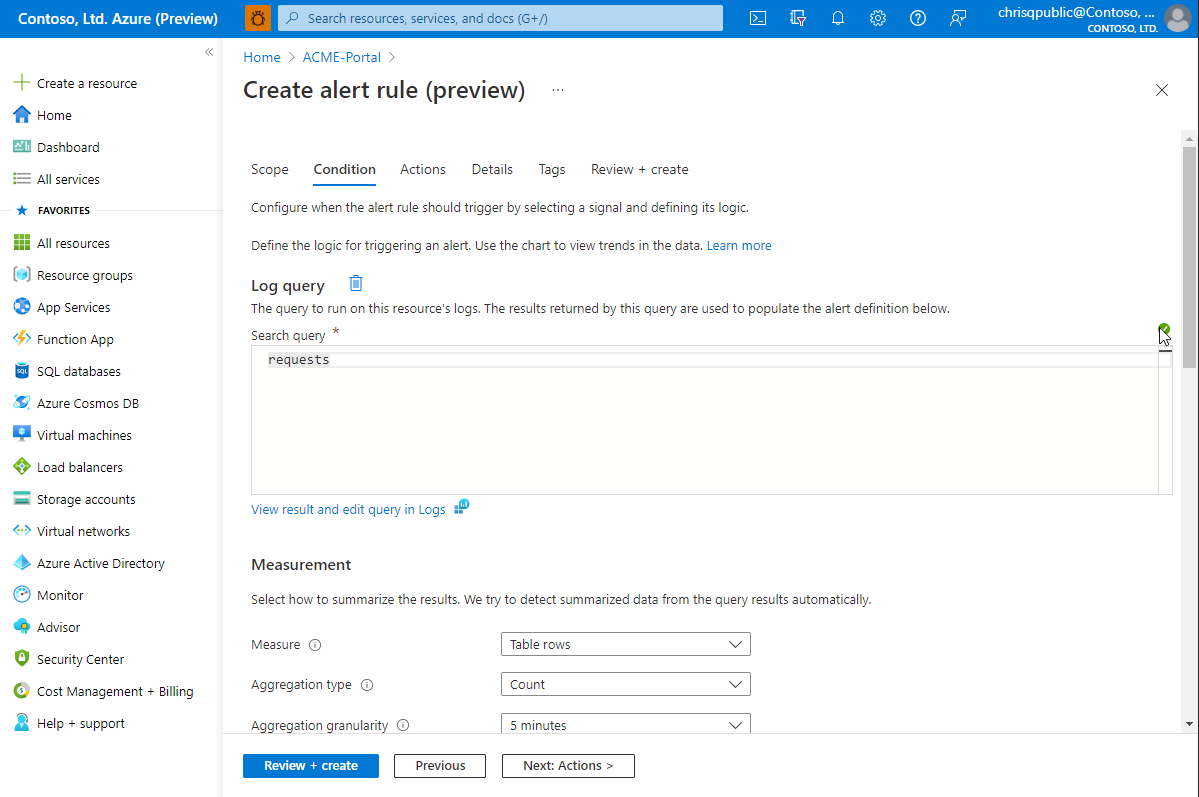 Contoso, Ltd. Azure (Preview)
Search resources, services, and docs (G+/)
chrisqpublic@Contoso, ...
CONTOSO, LTD.
«
Create a resource
Home
Dashboard
All services
FAVORITES
All resources
Resource groups
App Services
Function App
SQL databases
Azure Cosmos DB
Virtual machines
Load balancers
Storage accounts
Virtual networks
Azure Active Directory
Monitor
Advisor
Security Center
Cost Management + Billing
Help + support
Home > ACME-Portal >
Create alert rule (preview) ...
Scope Condition Actions Details Tags Review + create
Configure when the alert rule should trigger by selecting a signal and defining its logic.
Define the logic for triggering an alert. Use the chart to view trends in the data. Learn more
Log query
The query to run on this resource's logs. The results returned by this query are used to populate the alert definition below.
Search query *
requests
View result and edit query in Logs
Measurement
Select how to summarize the results. We try to detect summarized data from the query results automatically.
Measure Table rows
Aggregation type Count
Aggregation granularity 5 minutes
Review + create Previous Next: Actions >